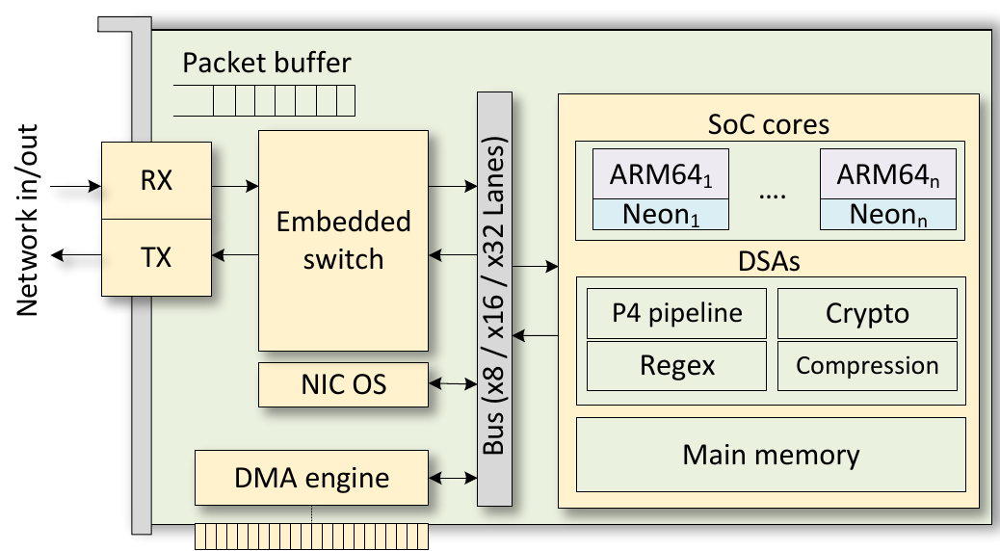 Packet buffer
Network in/out
RX
TX
Embedded
switch
NIC OS
DMA engine
Bus (x8 / x16 / x32 Lanes)
SoC cores
ARM64₁
....
ARM64ₙ
Neon₁
Neonₙ
DSAs
P4 pipeline
Crypto
Regex
Compression
Main memory